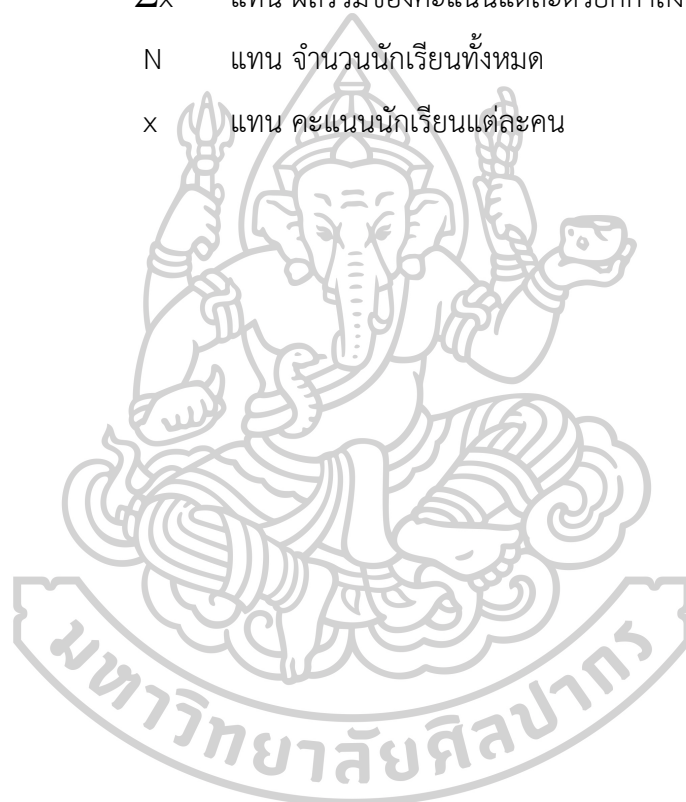 แทน ผลรวมของคะแนนแต่ละตัวยกกำลัง
N แทน จำนวนนักเรียนทั้งหมด
x แทน คะแนนนักเรียนแต่ละคน
มหาวิทยาลัยศิลปากร